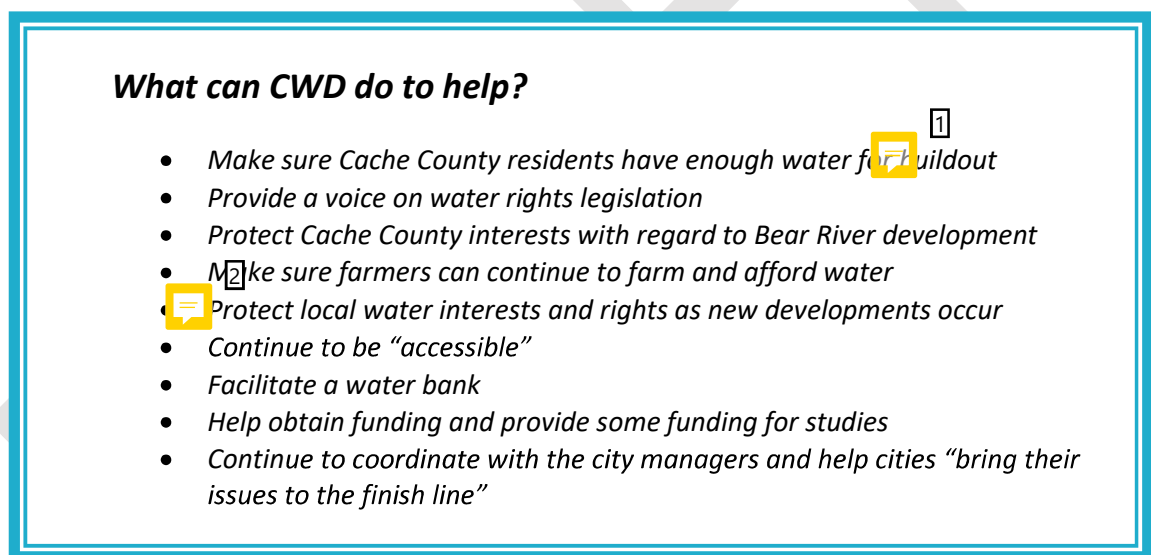 What can CWD do to help?
1
• Make sure Cache County residents have enough water for buildout
• Provide a voice on water rights legislation
• Protect Cache County interests with regard to Bear River development
• Make sure farmers can continue to farm and afford water
2
• Protect local water interests and rights as new developments occur
• Continue to be “accessible”
• Facilitate a water bank
• Help obtain funding and provide some funding for studies
• Continue to coordinate with the city managers and help cities “bring their
issues to the finish line”